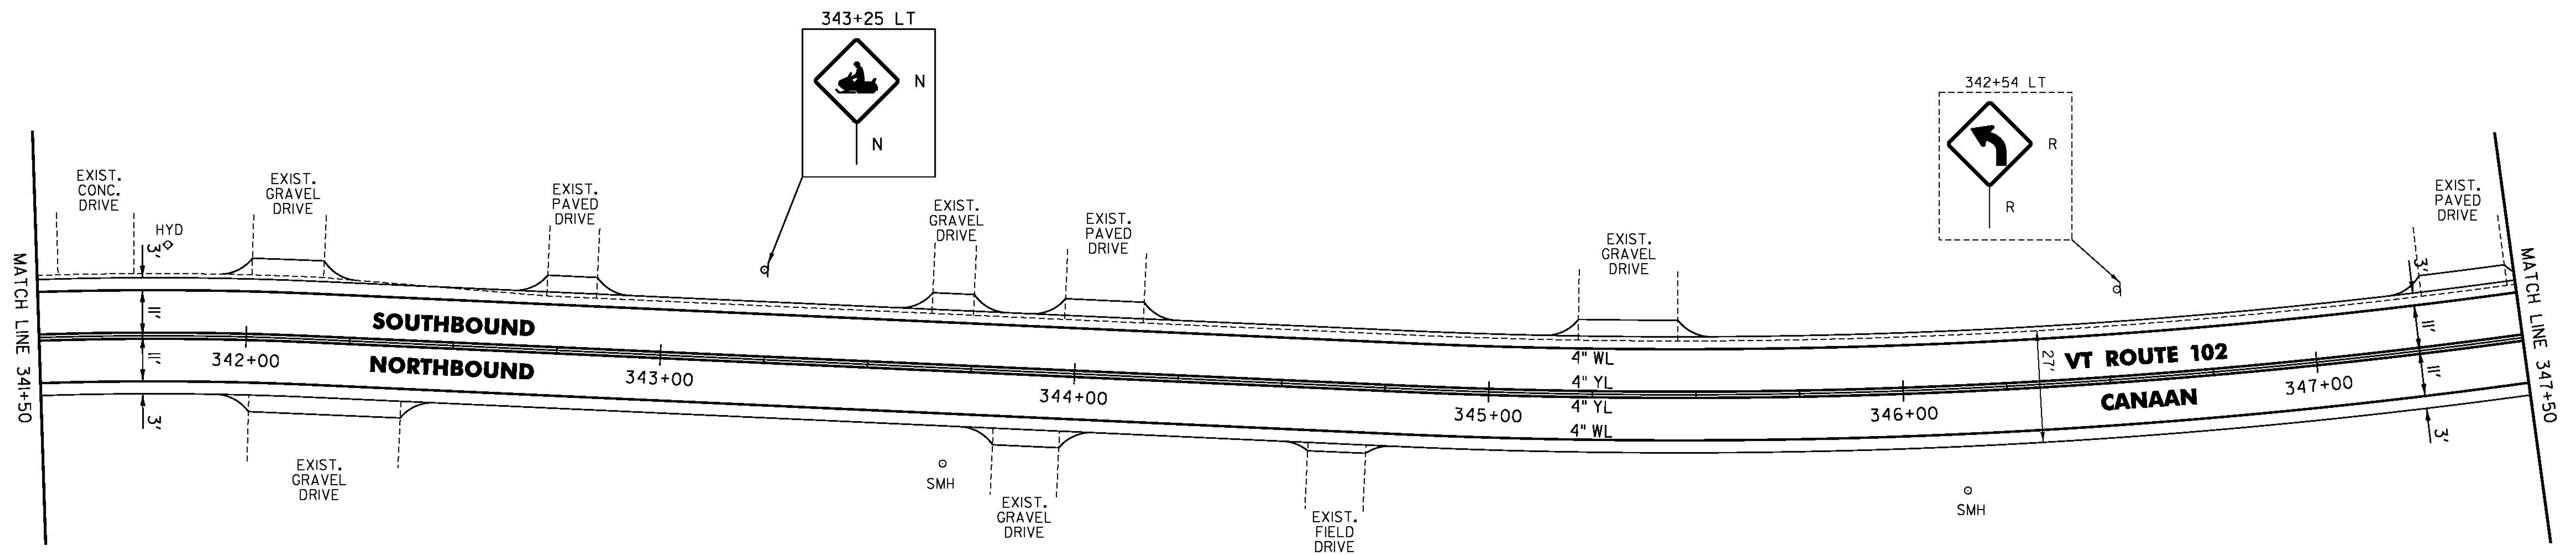 343+25 LT
N
N
342+54 LT
R
R
EXIST.
CONC.
DRIVE
HYD
3'
EXIST.
GRAVEL
DRIVE
EXIST.
PAVED
DRIVE
EXIST.
GRAVEL
DRIVE
EXIST.
PAVED
DRIVE
EXIST.
GRAVEL
DRIVE
EXIST.
PAVED
DRIVE
3'
MATCH LINE 341+50
11'
11'
3'
SOUTHBOUND
NORTHBOUND
342+00
343+00
344+00
345+00
346+00
347+00
4" WL
4" YL
4" YL
4" WL
27'
VT ROUTE 102
CANAAN
11'
11'
3'
MATCH LINE 347+50
EXIST.
GRAVEL
DRIVE
SMH
EXIST.
GRAVEL
DRIVE
EXIST.
FIELD
DRIVE
SMH